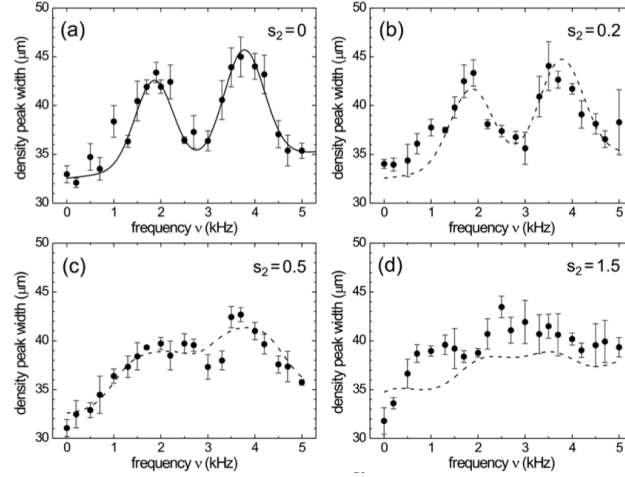 (a) s₂=0
density peak width (μm)
50
45
40
35
30
0 1 2 3 4 5
frequency ν (kHz)
(b) s₂=0.2
density peak width (μm)
50
45
40
35
30
0 1 2 3 4 5
frequency ν (kHz)
(c) s₂=0.5
density peak width (μm)
50
45
40
35
30
0 1 2 3 4 5
frequency ν (kHz)
(d) s₂=1.5
density peak width (μm)
50
45
40
35
30
0 1 2 3 4 5
frequency ν (kHz)